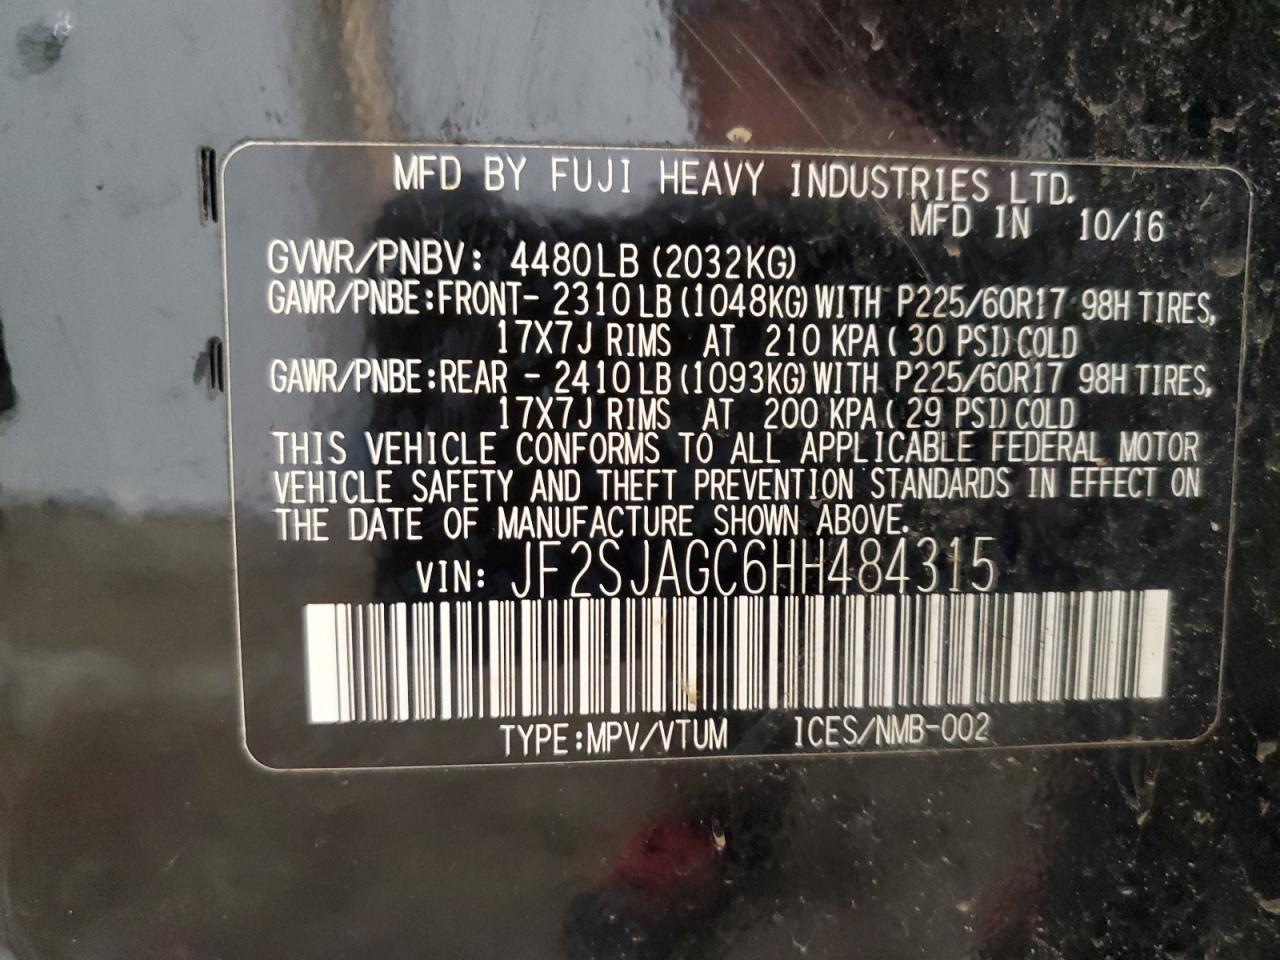 MFD BY FUJI HEAVY INDUSTRIES LTD.
MFD IN 10/16
GVWR/PNBV: 4480LB (2032KG)
GAWR/PNBE:FRONT- 2310LB(1048KG)WITH P225/60R17 98H TIRES,
17X7J RIMS AT 210 KPA( 30 PSI)COLD
GAWR/PNBE:REAR - 2410LB(1093KG)WITH P225/60R17 98H TIRES,
17X7J RIMS AT 200 KPA( 29 PSI)COLD
THIS VEHICLE CONFORMS TO ALL APPLICABLE FEDERAL MOTOR
VEHICLE SAFETY AND THEFT PREVENTION STANDARDS IN EFFECT ON
THE DATE OF MANUFACTURE SHOWN ABOVE.
VIN: JF2SJAGC6HH484315
TYPE:MPV/VTUM ICES/NMB-002